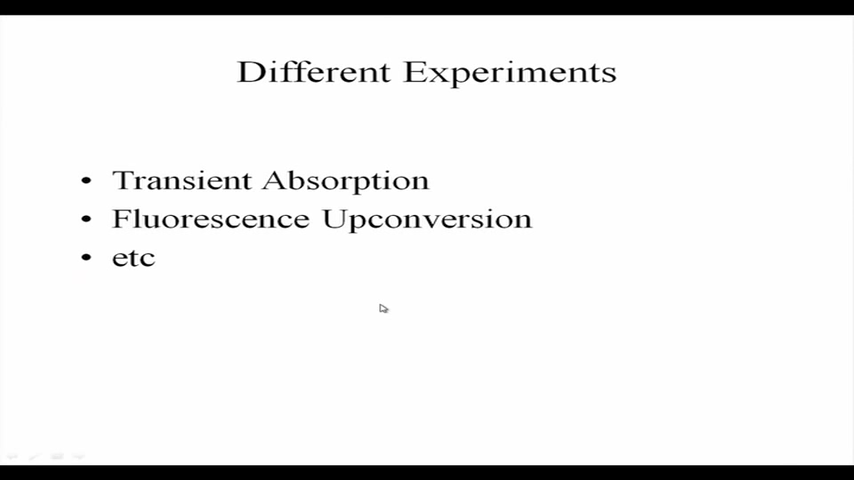 Different Experiments
• Transient Absorption
• Fluorescence Upconversion
• etc